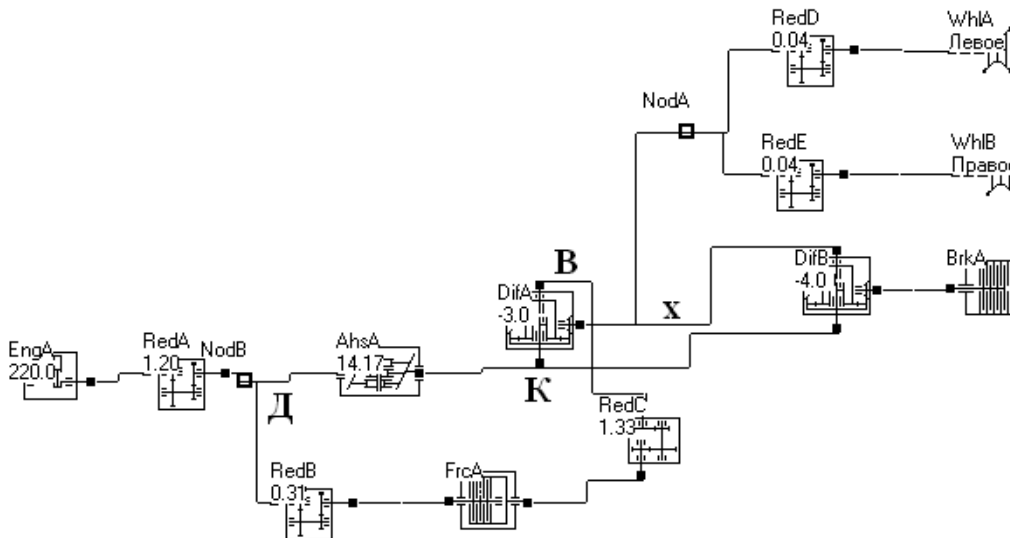 RedD
0.04
WhlA
Левое
NodA
RedE
0.04
WhlB
Правое
В
DifA
-3.0
х
DifB
-4.0
BrkA
EngA
220.0
RedA
1.20
NodB
AhsA
14.17
Д
К
RedC
1.33
RedB
0.31
FrcA